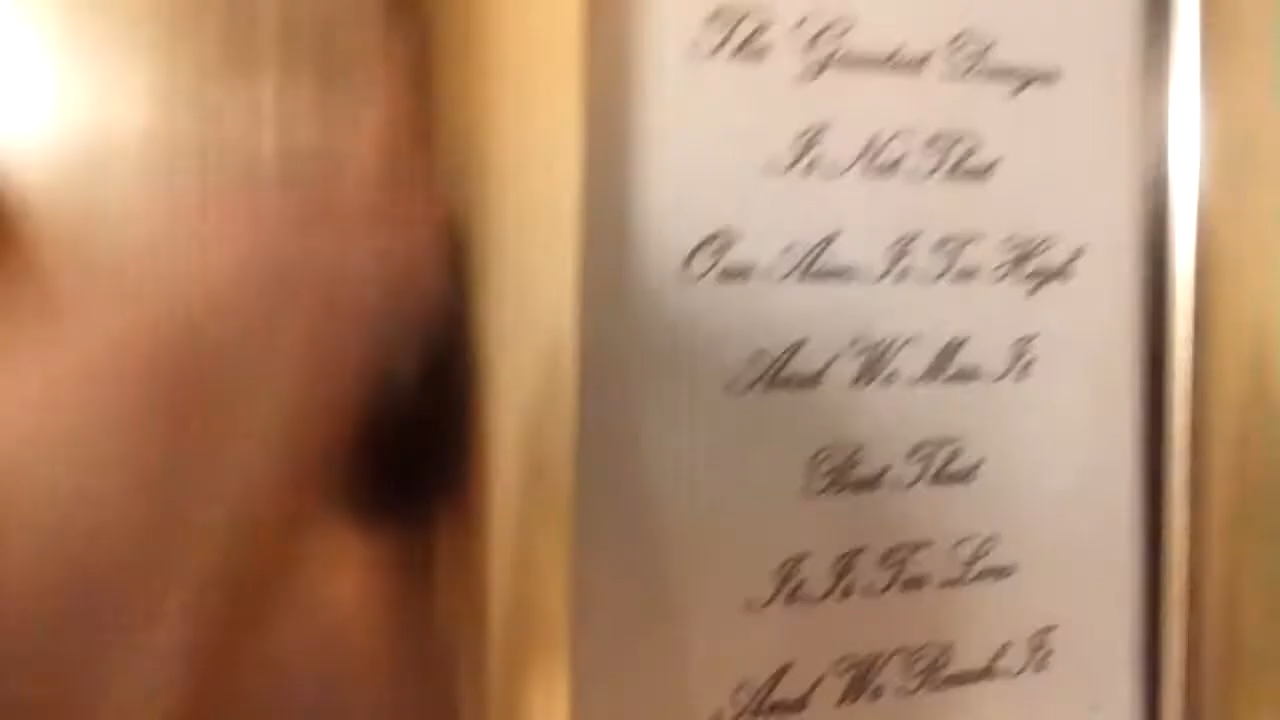 The Greatest Danger
Is Not That
Our Aim Is Too High
And We Miss It
But That
It Is Too Low
And We Reach It